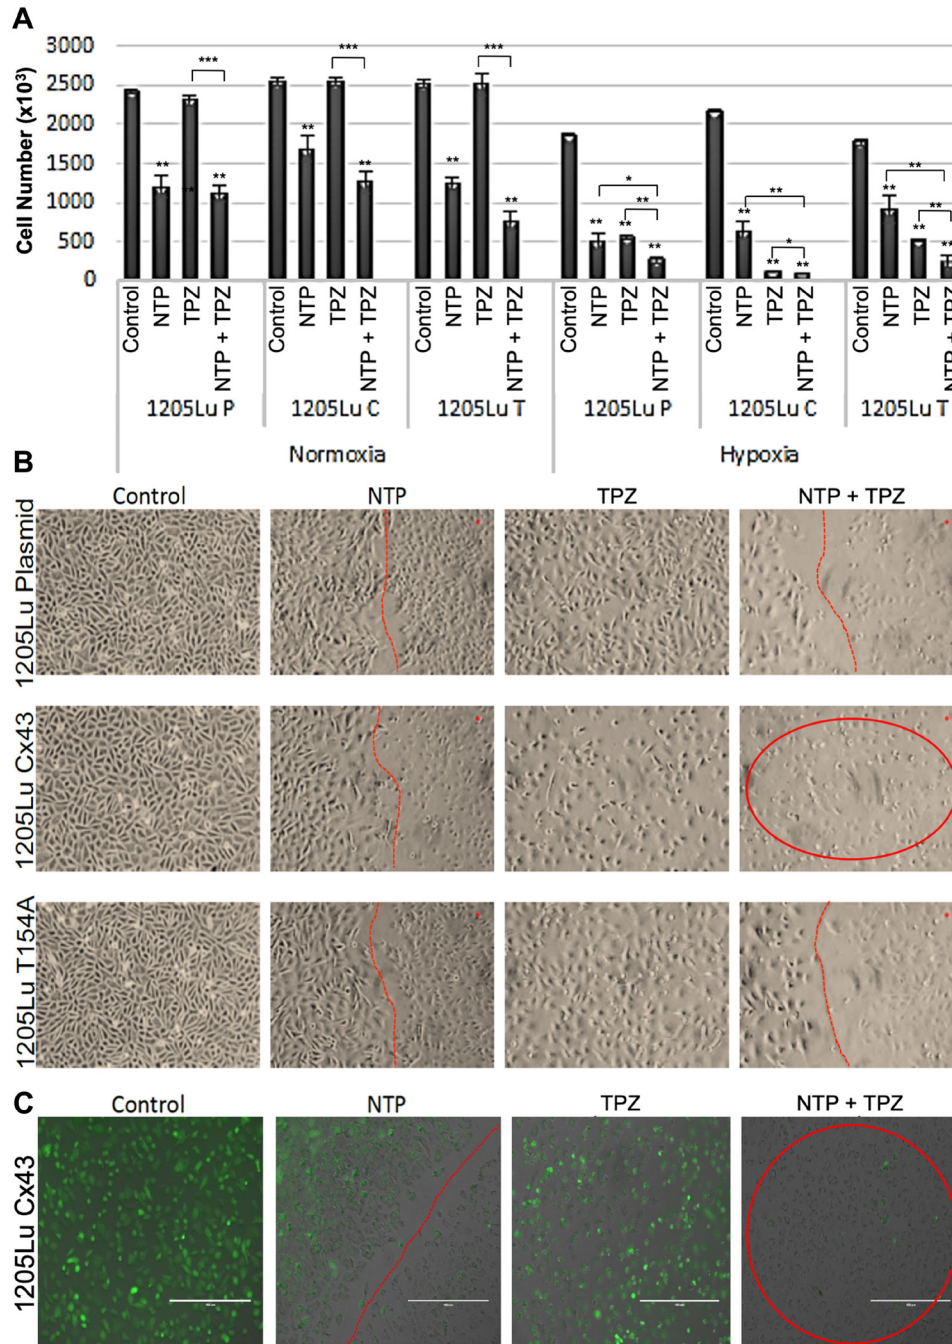 A
Cell Number (x10³)
3000
2500
2000
1500
1000
500
0
*** *** ***
** ** ** ** ** ** **
* ** ** ** **
** * ** ** **
** ** ** ** **
Control NTP TPZ NTP + TPZ Control NTP TPZ NTP + TPZ Control NTP TPZ NTP + TPZ Control NTP TPZ NTP + TPZ Control NTP TPZ NTP + TPZ Control NTP TPZ NTP + TPZ
1205Lu P 1205Lu C 1205Lu T 1205Lu P 1205Lu C 1205Lu T
Normoxia Hypoxia
B
Control NTP TPZ NTP + TPZ
1205Lu Plasmid
1205Lu Cx43
1205Lu T154A
C
Control NTP TPZ NTP + TPZ
1205Lu Cx43